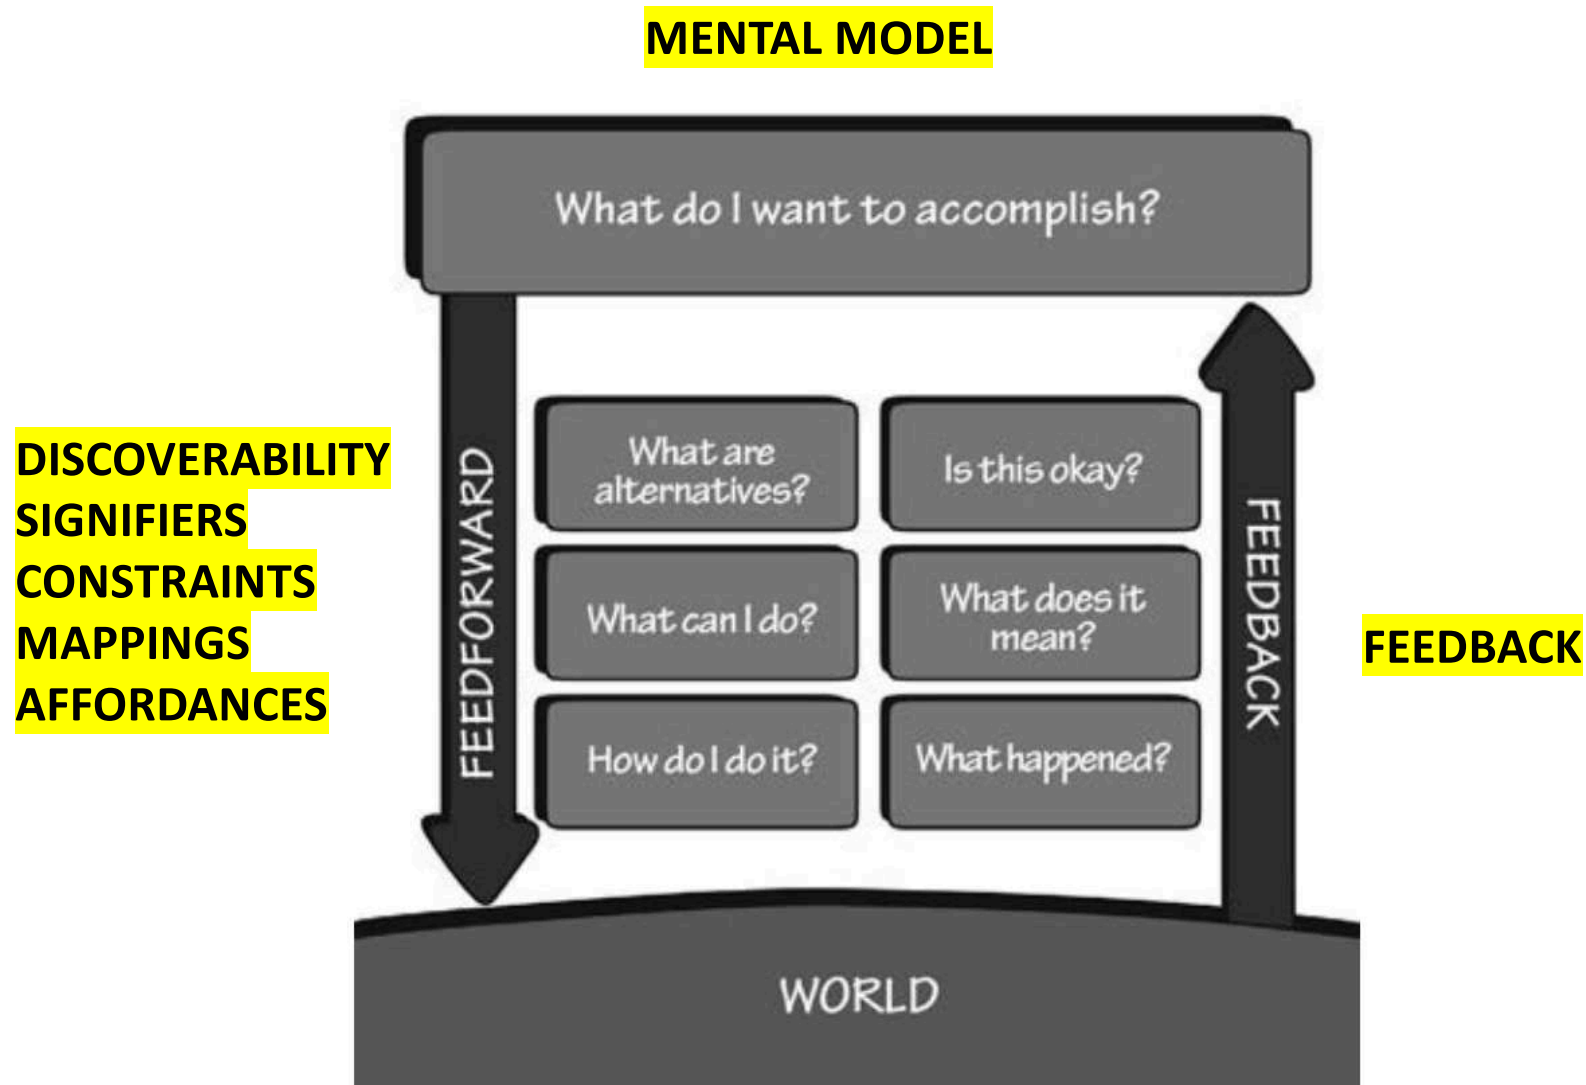 MENTAL MODEL
What do I want to accomplish?
DISCOVERABILITY
SIGNIFIERS
CONSTRAINTS
MAPPINGS
AFFORDANCES
FEEDFORWARD
What are
alternatives?
What can I do?
How do I do it?
Is this okay?
What does it
mean?
What happened?
FEEDBACK
FEEDBACK
WORLD